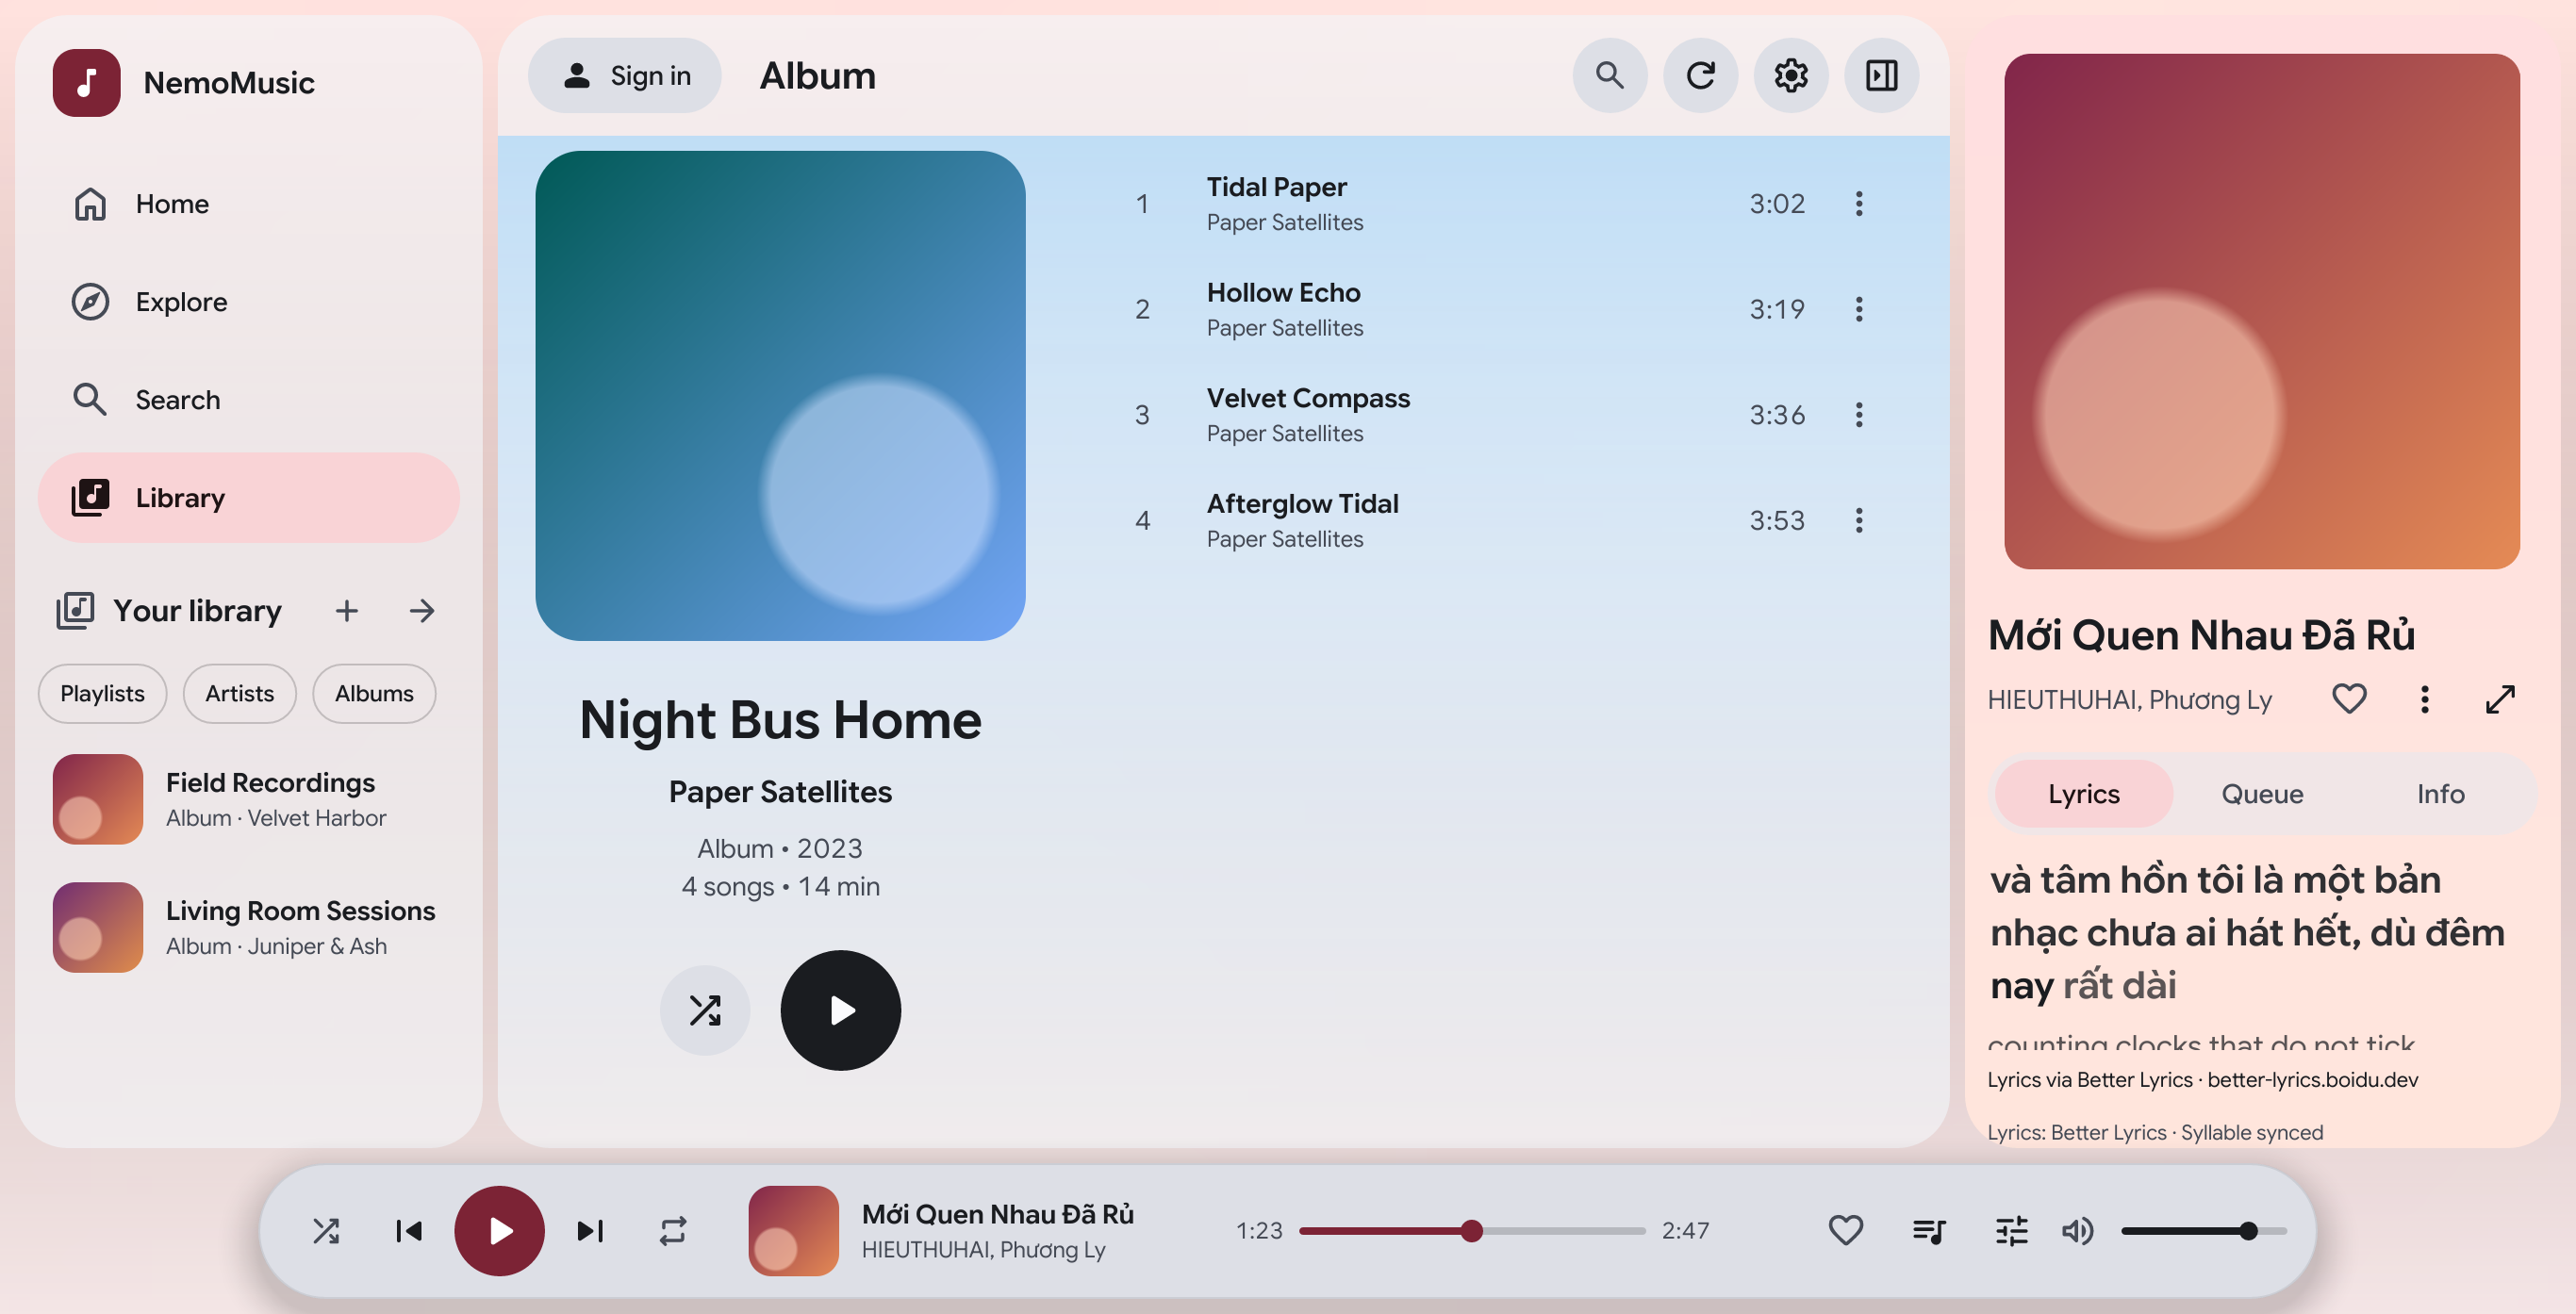 NemoMusic
Home
Explore
Search
Library
Your library
Playlists
Artists
Albums
Field Recordings
Album · Velvet Harbor
Living Room Sessions
Album · Juniper & Ash
Sign in
Album
Night Bus Home
Paper Satellites
Album • 2023
4 songs • 14 min
1
Tidal Paper
Paper Satellites
3:02
2
Hollow Echo
Paper Satellites
3:19
3
Velvet Compass
Paper Satellites
3:36
4
Afterglow Tidal
Paper Satellites
3:53
Mới Quen Nhau Đã Rủ
HIEUTHUHAI, Phương Ly
Lyrics
Queue
Info
và tâm hồn tôi là một bản
nhạc chưa ai hát hết, dù đêm
nay rất dài
counting clocks that do not tick
Lyrics via Better Lyrics · better-lyrics.boidu.dev
Lyrics: Better Lyrics · Syllable synced
Mới Quen Nhau Đã Rủ
HIEUTHUHAI, Phương Ly
1:23
2:47